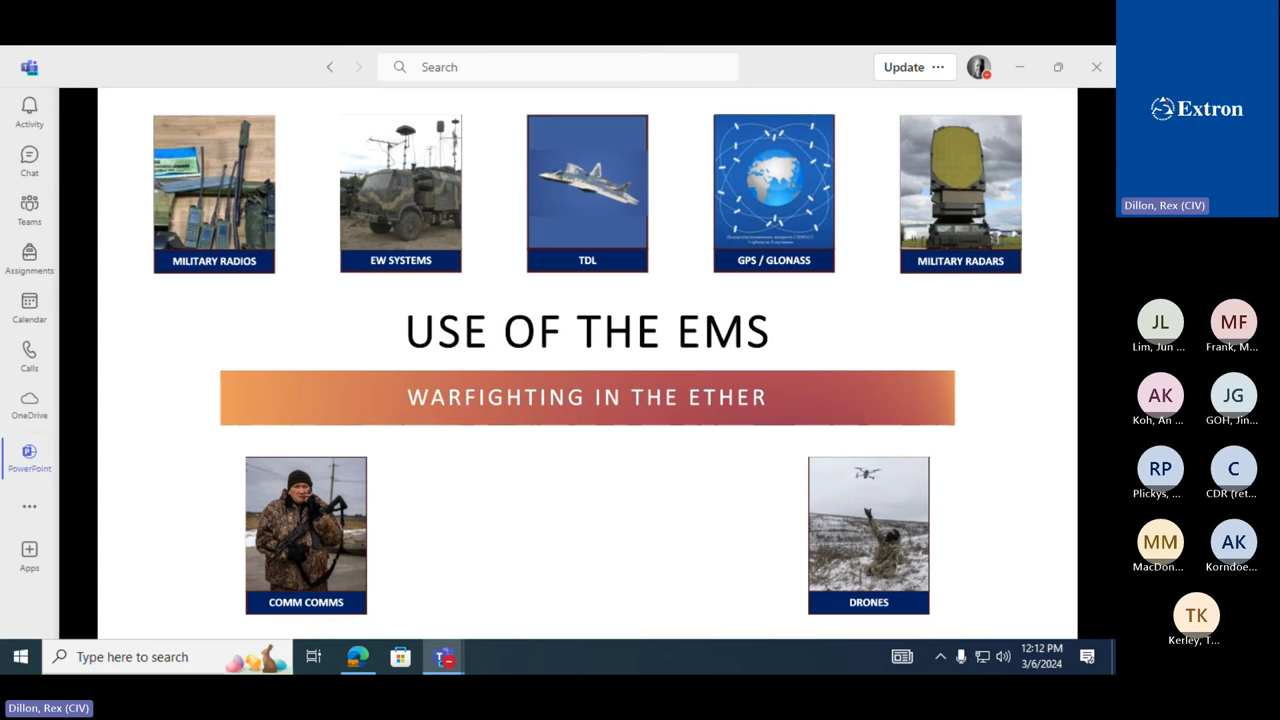 Search
Update
Extron
Dillon, Rex (CIV)
Activity
Chat
Teams
Assignments
Calendar
Calls
OneDrive
PowerPoint
Apps
MILITARY RADIOS
EW SYSTEMS
TDL
GPS / GLONASS
MILITARY RADARS
USE OF THE EMS
WARFIGHTING IN THE ETHER
COMM COMMS
DRONES
JL
MF
Lim, Jun ...
Frank, M...
AK
JG
Koh, An ...
GOH, Jin...
RP
C
Plickys, ...
CDR (ret...
MM
AK
MacDon...
Korndoe...
TK
Kerley, T...
Type here to search
12:12 PM
3/6/2024
Dillon, Rex (CIV)